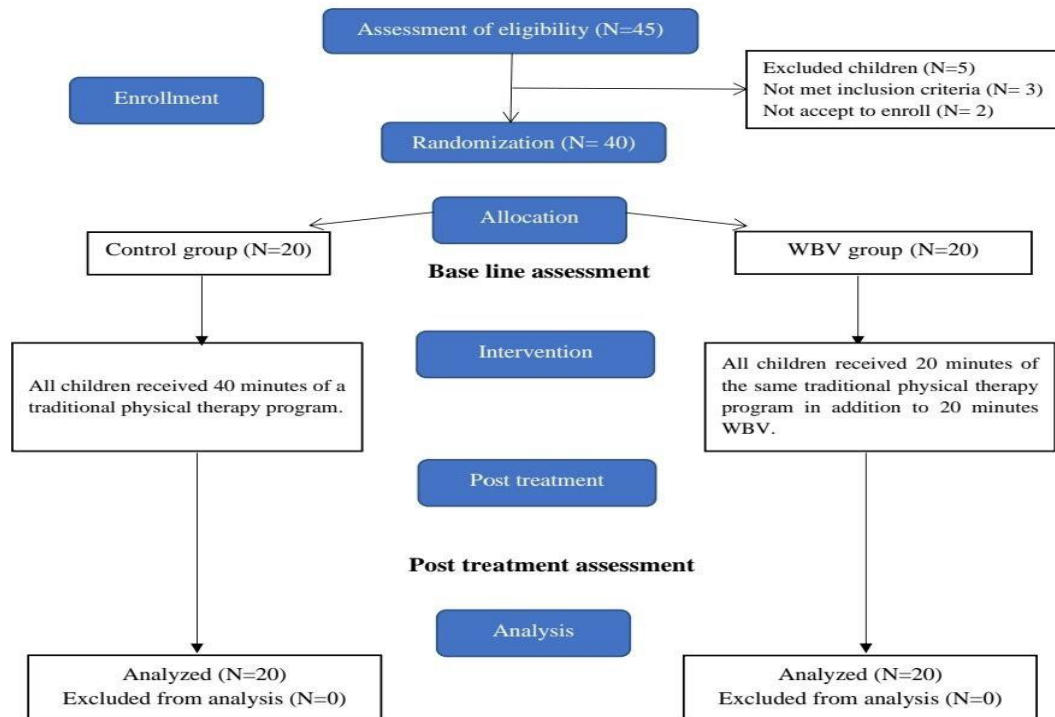 Assessment of eligibility (N=45)
Enrollment
Excluded children (N=5)
Not met inclusion criteria (N= 3)
Not accept to enroll (N= 2)
Randomization (N= 40)
Allocation
Control group (N=20)
WBV group (N=20)
Base line assessment
Intervention
All children received 40 minutes of a
traditional physical therapy program.
All children received 20 minutes of
the same traditional physical therapy
program in addition to 20 minutes
WBV.
Post treatment
Post treatment assessment
Analysis
Analyzed (N=20)
Excluded from analysis (N=0)
Analyzed (N=20)
Excluded from analysis (N=0)